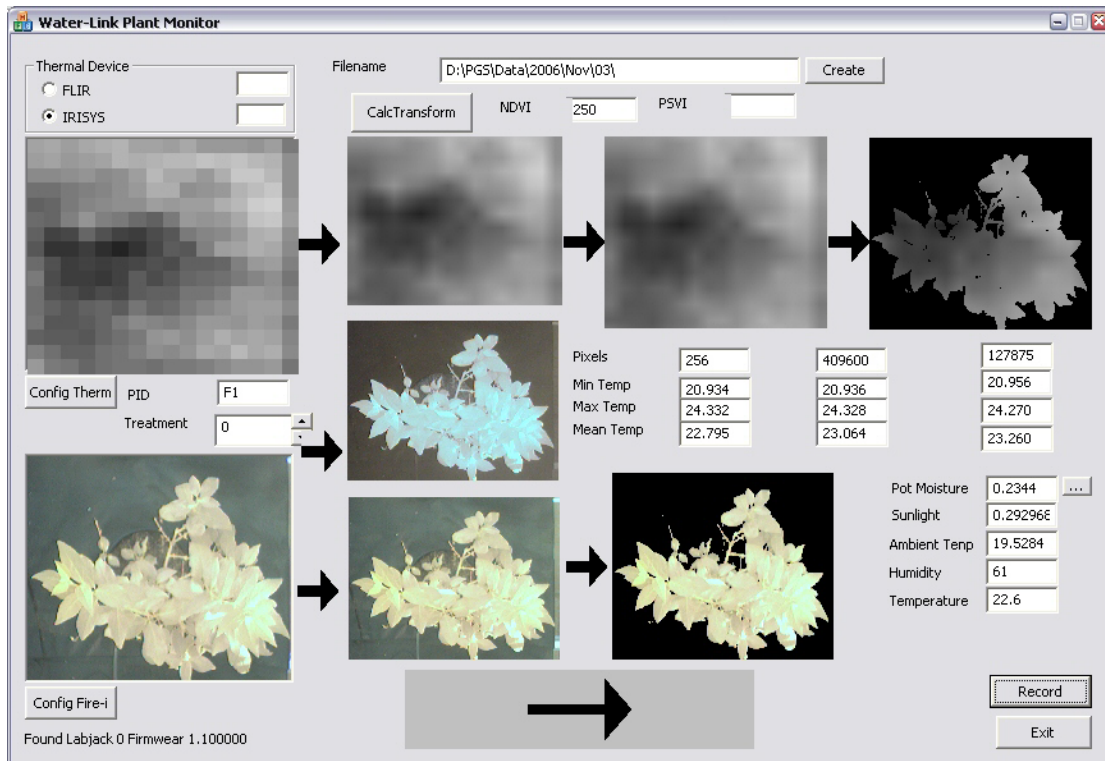 Water-Link Plant Monitor
Thermal Device
FLIR
IRISYS
Filename
D:\PGS\Data\2006\Nov\03\
Create
CalcTransform
NDVI
250
PSVI
Config Therm
PID
F1
Treatment
0
Pixels
256
409600
127875
Min Temp
20.934
20.936
20.956
Max Temp
24.332
24.328
24.270
Mean Temp
22.795
23.064
23.260
Pot Moisture
0.2344
...
Sunlight
0.292968
Ambient Tenp
19.5284
Humidity
61
Temperature
22.6
Config Fire-i
Record
Exit
Found Labjack 0 Firmwear 1.100000